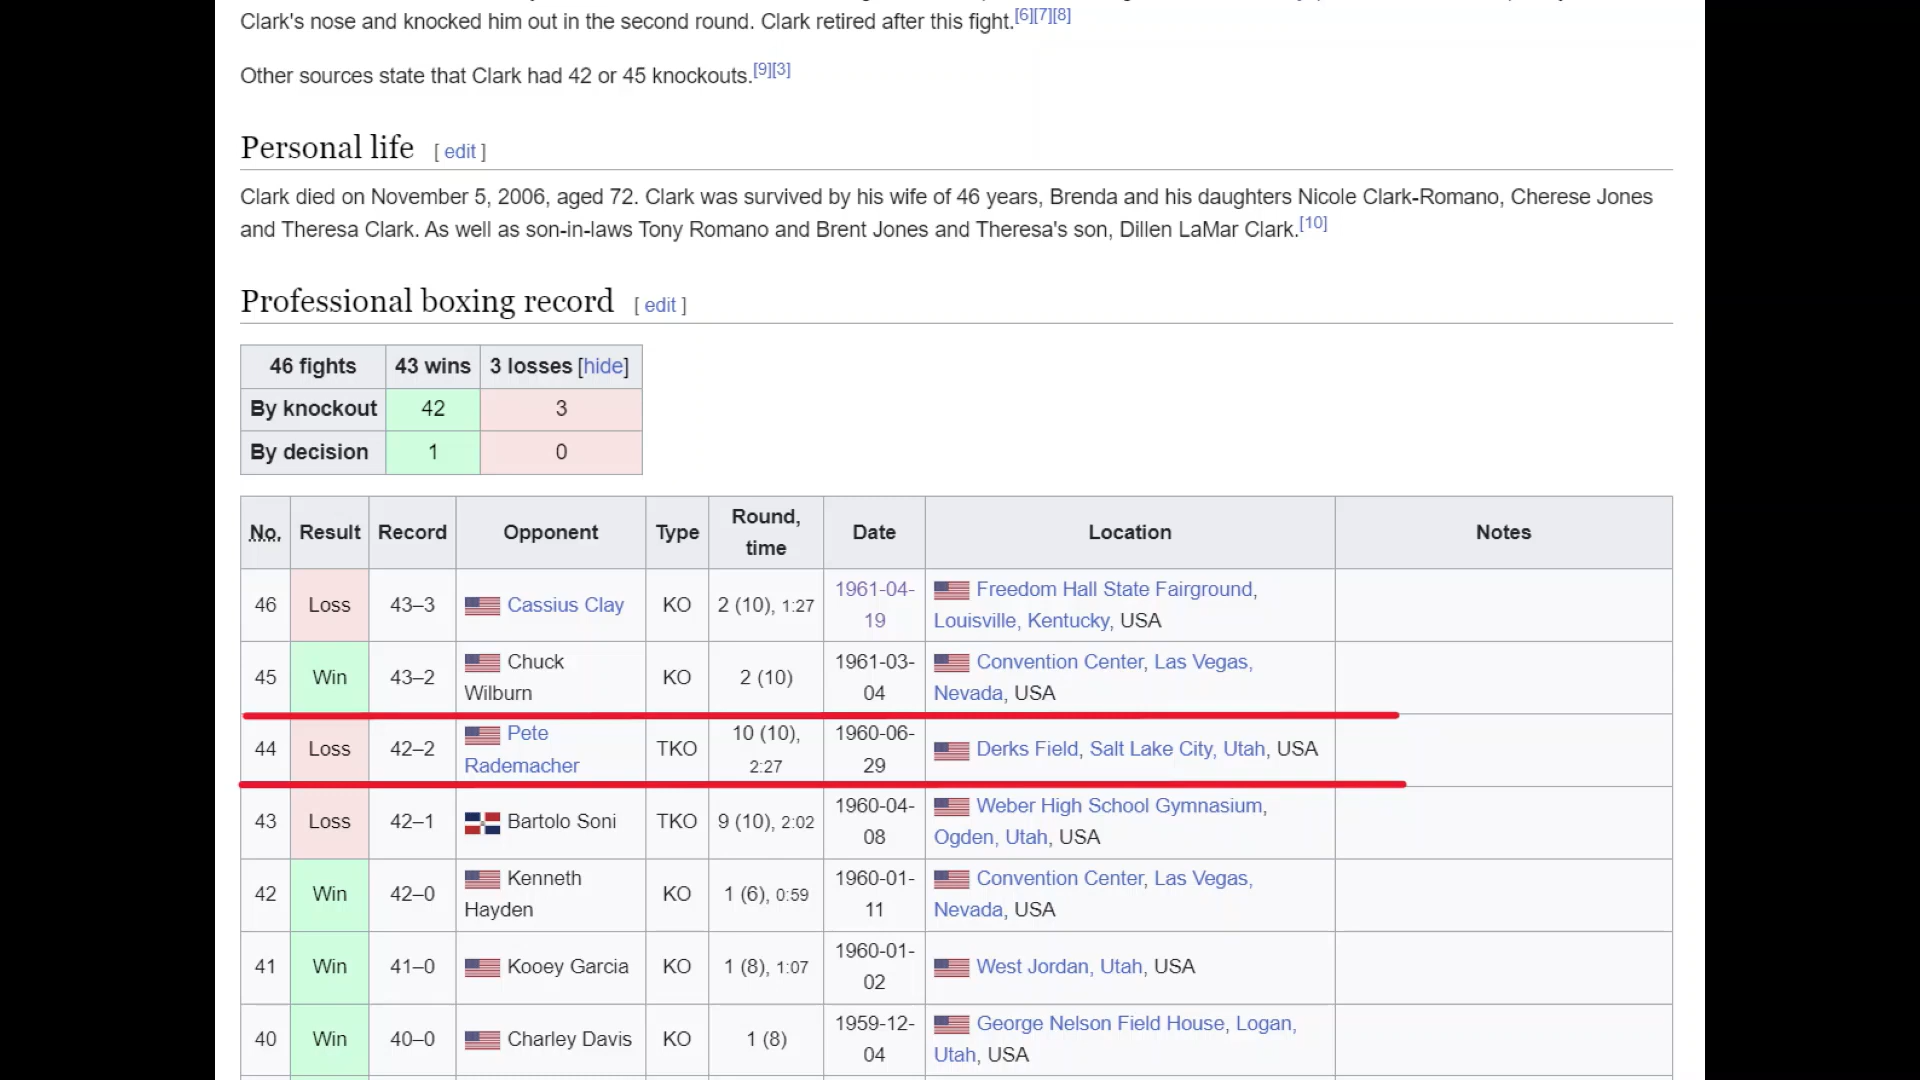 Clark's nose and knocked him out in the second round. Clark retired after this fight.[6][7][8]
Other sources state that Clark had 42 or 45 knockouts.[9][3]
Personal life [ edit ]
Clark died on November 5, 2006, aged 72. Clark was survived by his wife of 46 years, Brenda and his daughters Nicole Clark-Romano, Cherese Jones
and Theresa Clark. As well as son-in-laws Tony Romano and Brent Jones and Theresa's son, Dillen LaMar Clark.[10]
Professional boxing record [ edit ]
46 fights 43 wins 3 losses [hide]
By knockout 42 3
By decision 1 0
No. Result Record Opponent Type Round, time Date Location Notes
46 Loss 43–3 Cassius Clay KO 2 (10), 1:27 1961-04-19 Freedom Hall State Fairground, Louisville, Kentucky, USA
45 Win 43–2 Chuck Wilburn KO 2 (10) 1961-03-04 Convention Center, Las Vegas, Nevada, USA
44 Loss 42–2 Pete Rademacher TKO 10 (10), 2:27 1960-06-29 Derks Field, Salt Lake City, Utah, USA
43 Loss 42–1 Bartolo Soni TKO 9 (10), 2:02 1960-04-08 Weber High School Gymnasium, Ogden, Utah, USA
42 Win 42–0 Kenneth Hayden KO 1 (6), 0:59 1960-01-11 Convention Center, Las Vegas, Nevada, USA
41 Win 41–0 Kooey Garcia KO 1 (8), 1:07 1960-01-02 West Jordan, Utah, USA
40 Win 40–0 Charley Davis KO 1 (8) 1959-12-04 George Nelson Field House, Logan, Utah, USA